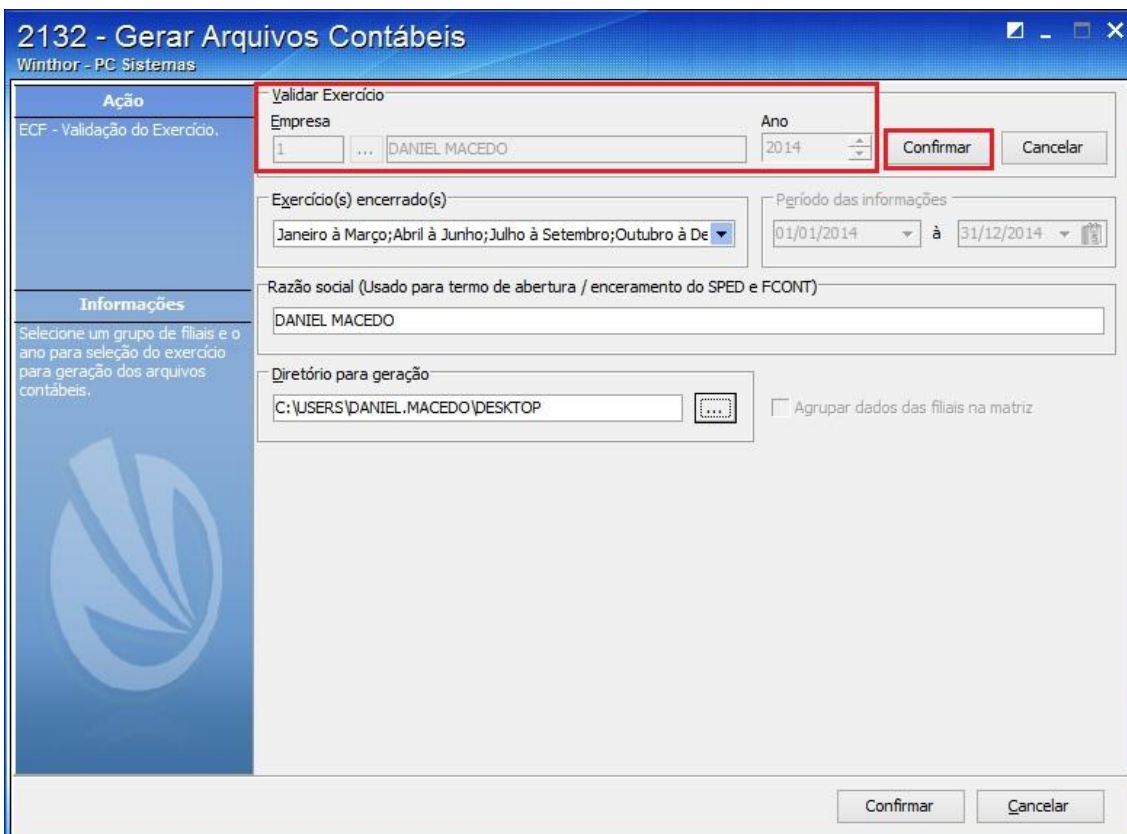 2132 - Gerar Arquivos Contábeis
Winthor - PC Sistemas
Ação
ECF - Validação do Exercício.
Informações
Selecione um grupo de filiais e o
ano para seleção do exercício
para geração dos arquivos
contábeis.
Validar Exercício
Empresa
Ano
1 ... DANIEL MACEDO 2014 Confirmar Cancelar
Exercício(s) encerrado(s)
Período das informações
Janeiro à Março;Abril à Junho;Julho à Setembro;Outubro à De
01/01/2014 à 31/12/2014
Razão social (Usado para termo de abertura / enceramento do SPED e FCONT)
DANIEL MACEDO
Diretório para geração
C:\USERS\DANIEL.MACEDO\DESKTOP ...
Agrupar dados das filiais na matriz
Confirmar Cancelar